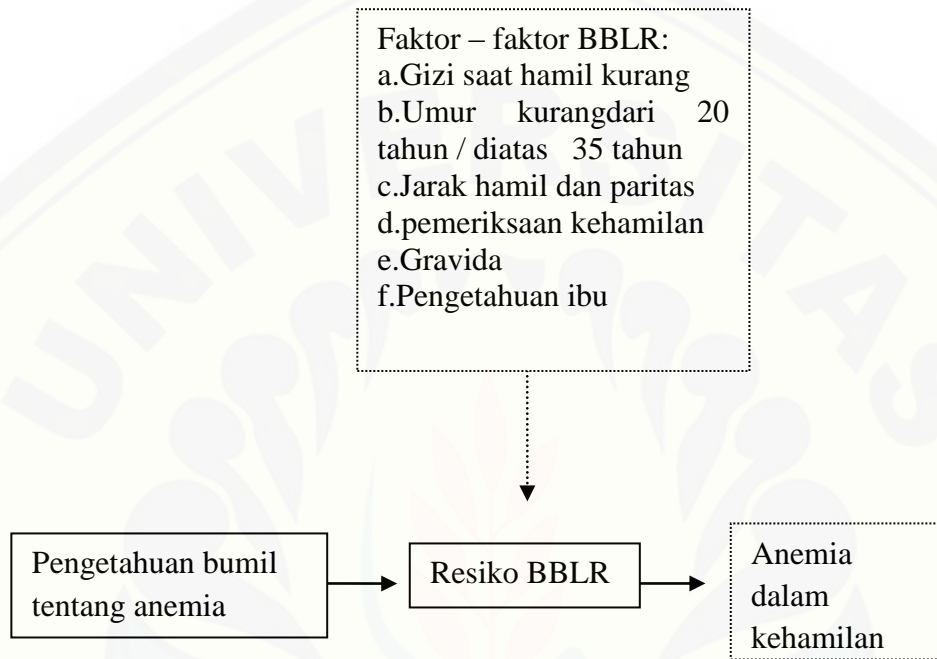 Faktor – faktor BBLR:
a.Gizi saat hamil kurang
b.Umur kurangdari 20
tahun / diatas 35 tahun
c.Jarak hamil dan paritas
d.pemeriksaan kehamilan
e.Gravida
f.Pengetahuan ibu
UNIVERSITAS
Pengetahuan bumil
tentang anemia
Resiko BBLR
Anemia
dalam
kehamilan